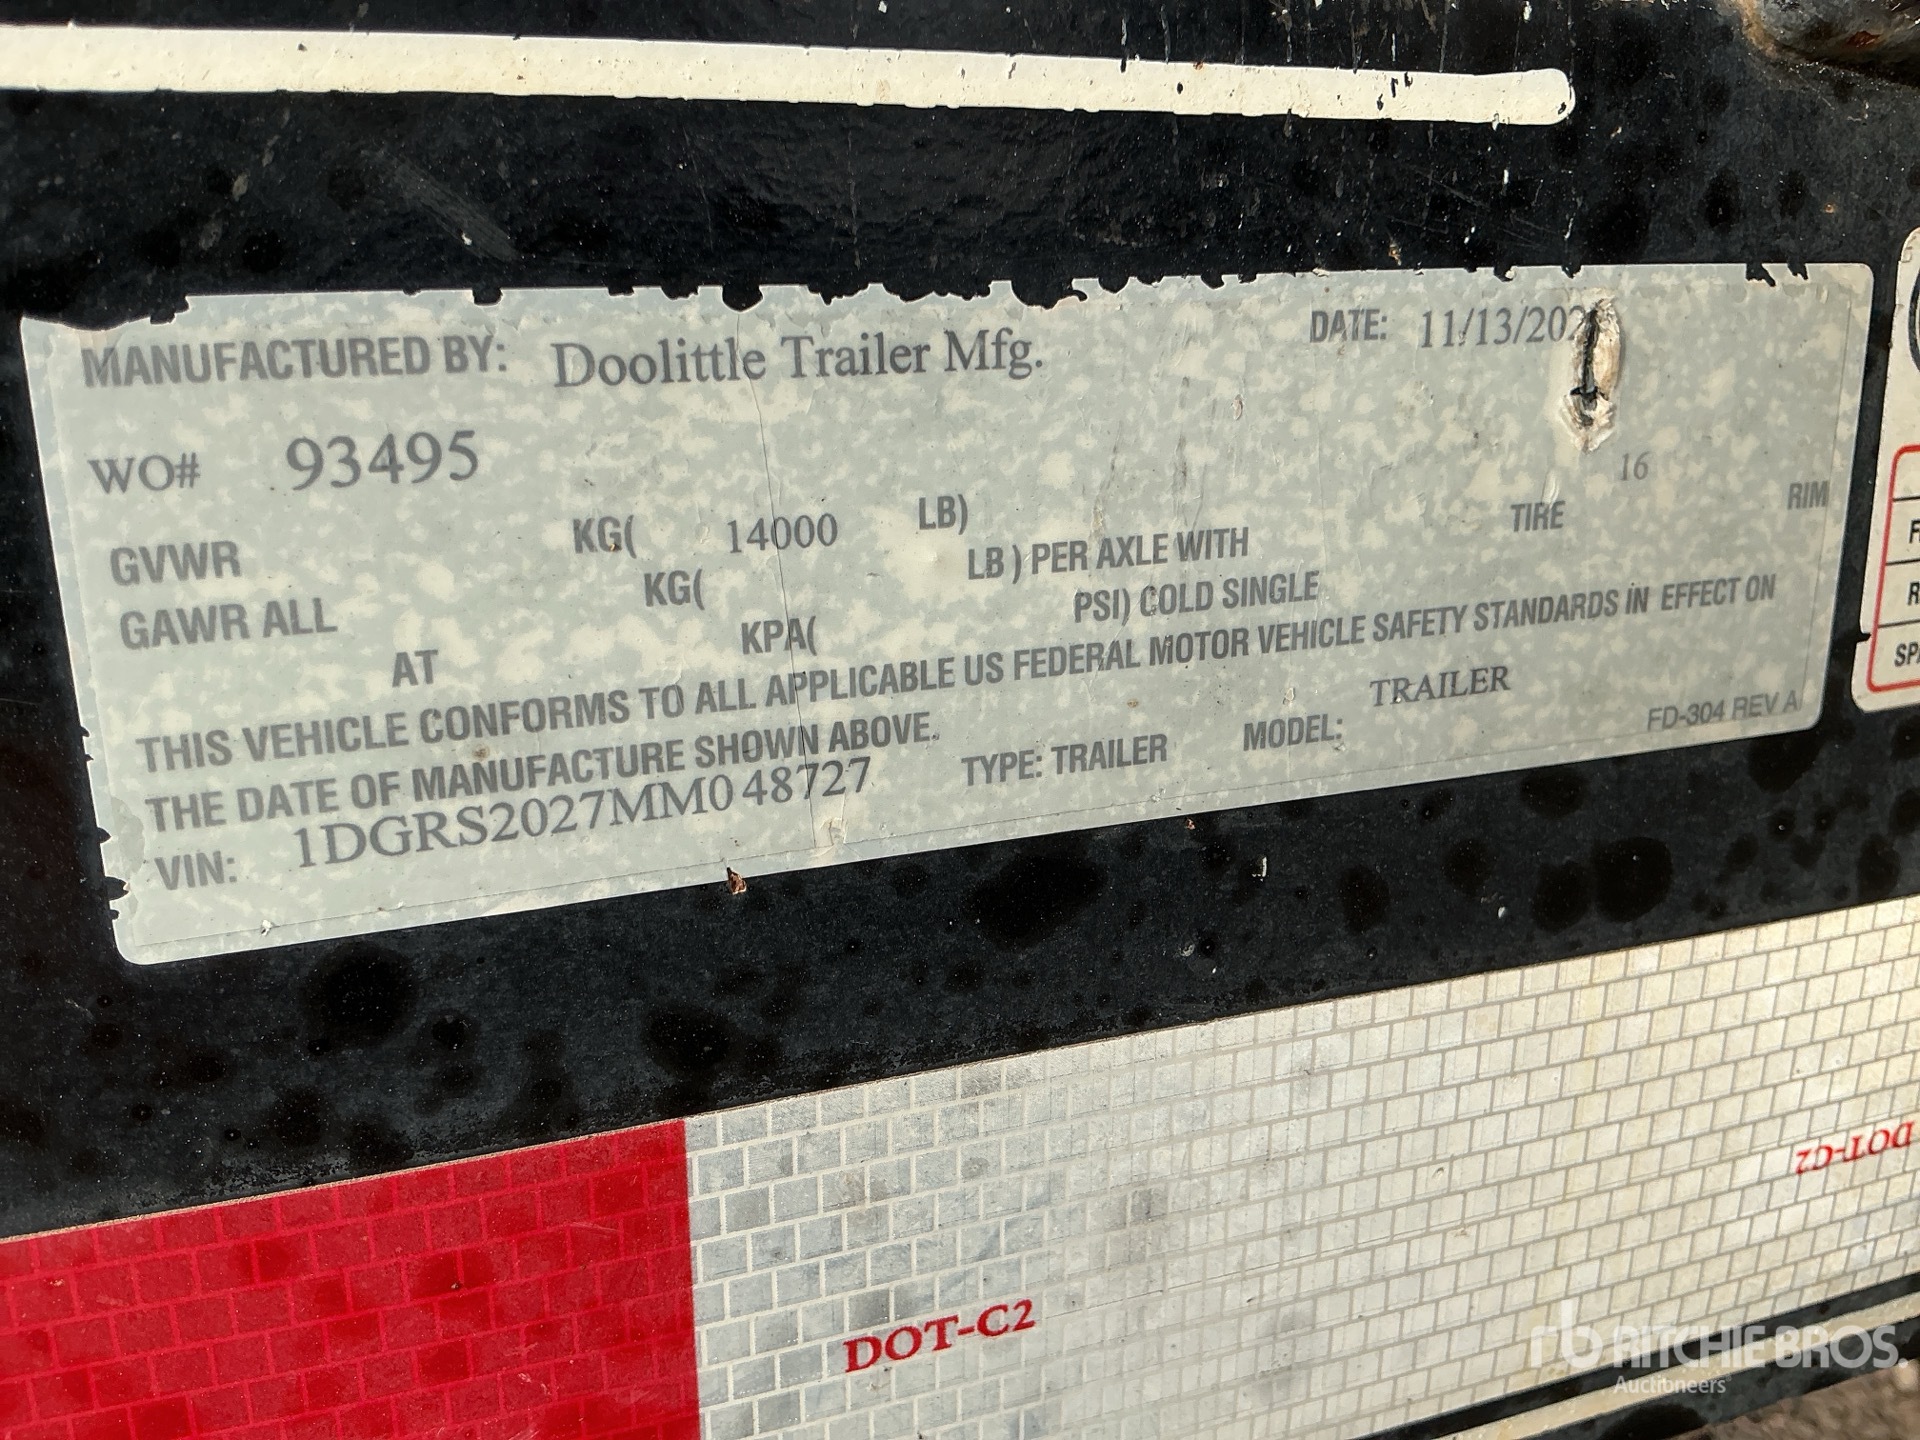 MANUFACTURED BY: Doolittle Trailer Mfg. DATE: 11/13/202
WO# 93495 16
GVWR KG( 14000 LB)
GAWR ALL KG( LB ) PER AXLE WITH TIRE RIM
AT KPA( PSI) COLD SINGLE
THIS VEHICLE CONFORMS TO ALL APPLICABLE US FEDERAL MOTOR VEHICLE SAFETY STANDARDS IN EFFECT ON
THE DATE OF MANUFACTURE SHOWN ABOVE.
VIN: 1DGRS2027MM048727 TYPE: TRAILER MODEL: TRAILER
FD-304 REV A
DOT-C2
DOT-C2
rb RITCHIE BROS.
Auctioneers